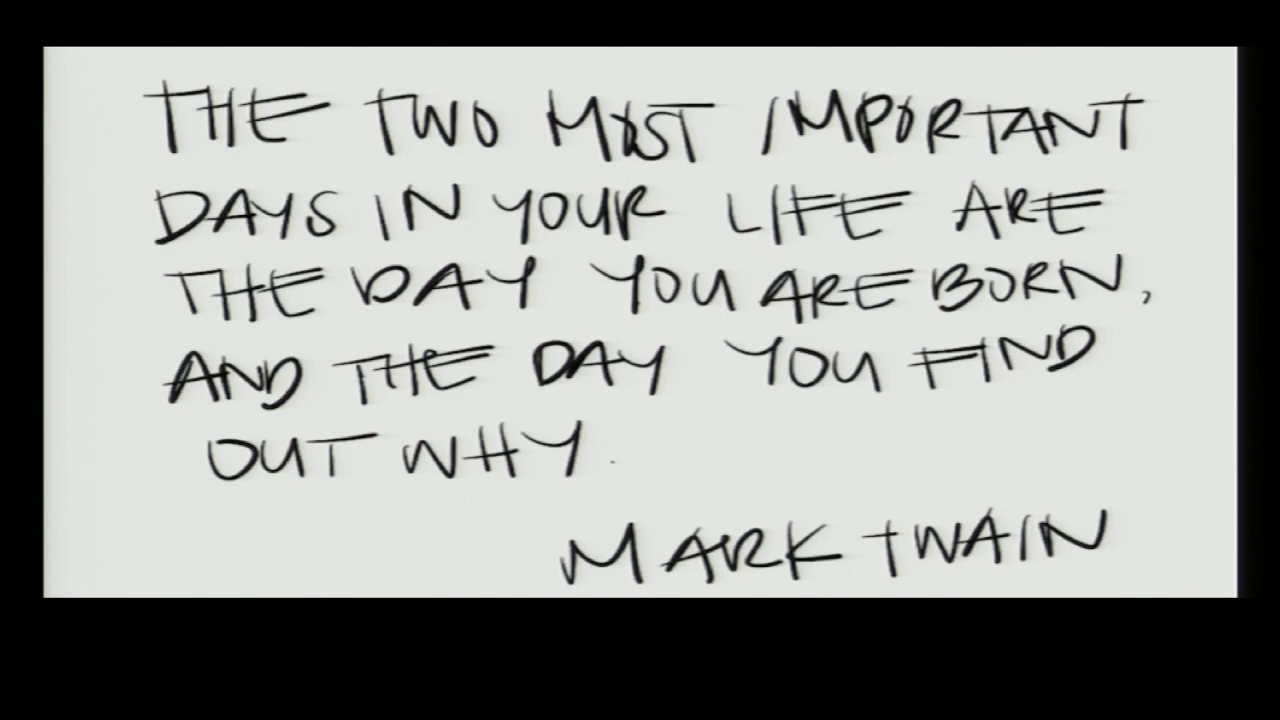 THE TWO MOST IMPORTANT
DAYS IN YOUR LIFE ARE
THE DAY YOU ARE BORN,
AND THE DAY YOU FIND
OUT WHY.
MARK TWAIN